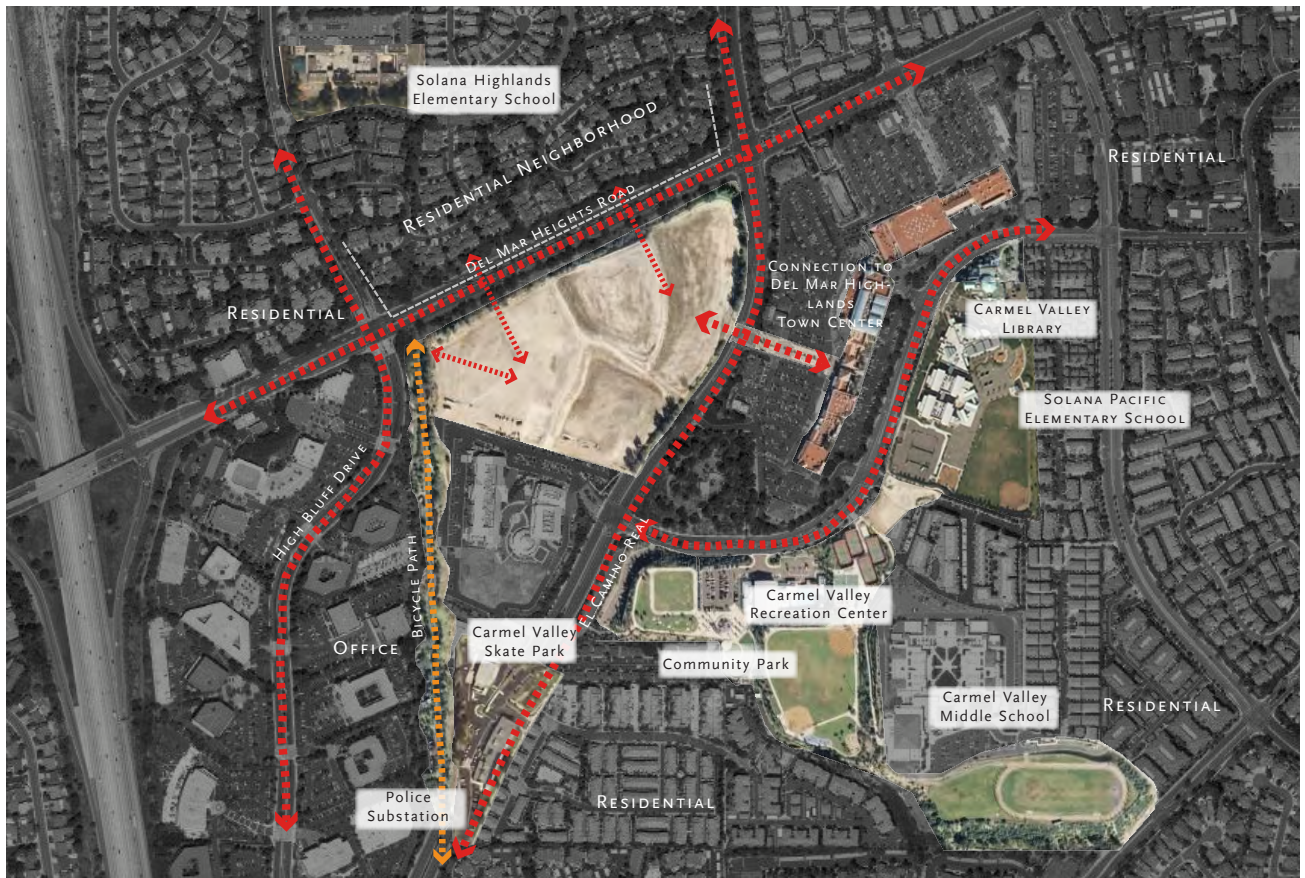 Solana Highlands
Elementary School
Residential Neighborhood
Residential
Del Mar Heights Road
Residential
Connection to
Del Mar High-
lands
Town Center
Carmel Valley
Library
Solana Pacific
Elementary School
High Bluff Drive
Bicycle Path
El Camino Real
Carmel Valley
Recreation Center
Office
Carmel Valley
Skate Park
Community Park
Carmel Valley
Middle School
Residential
Police
Substation
Residential